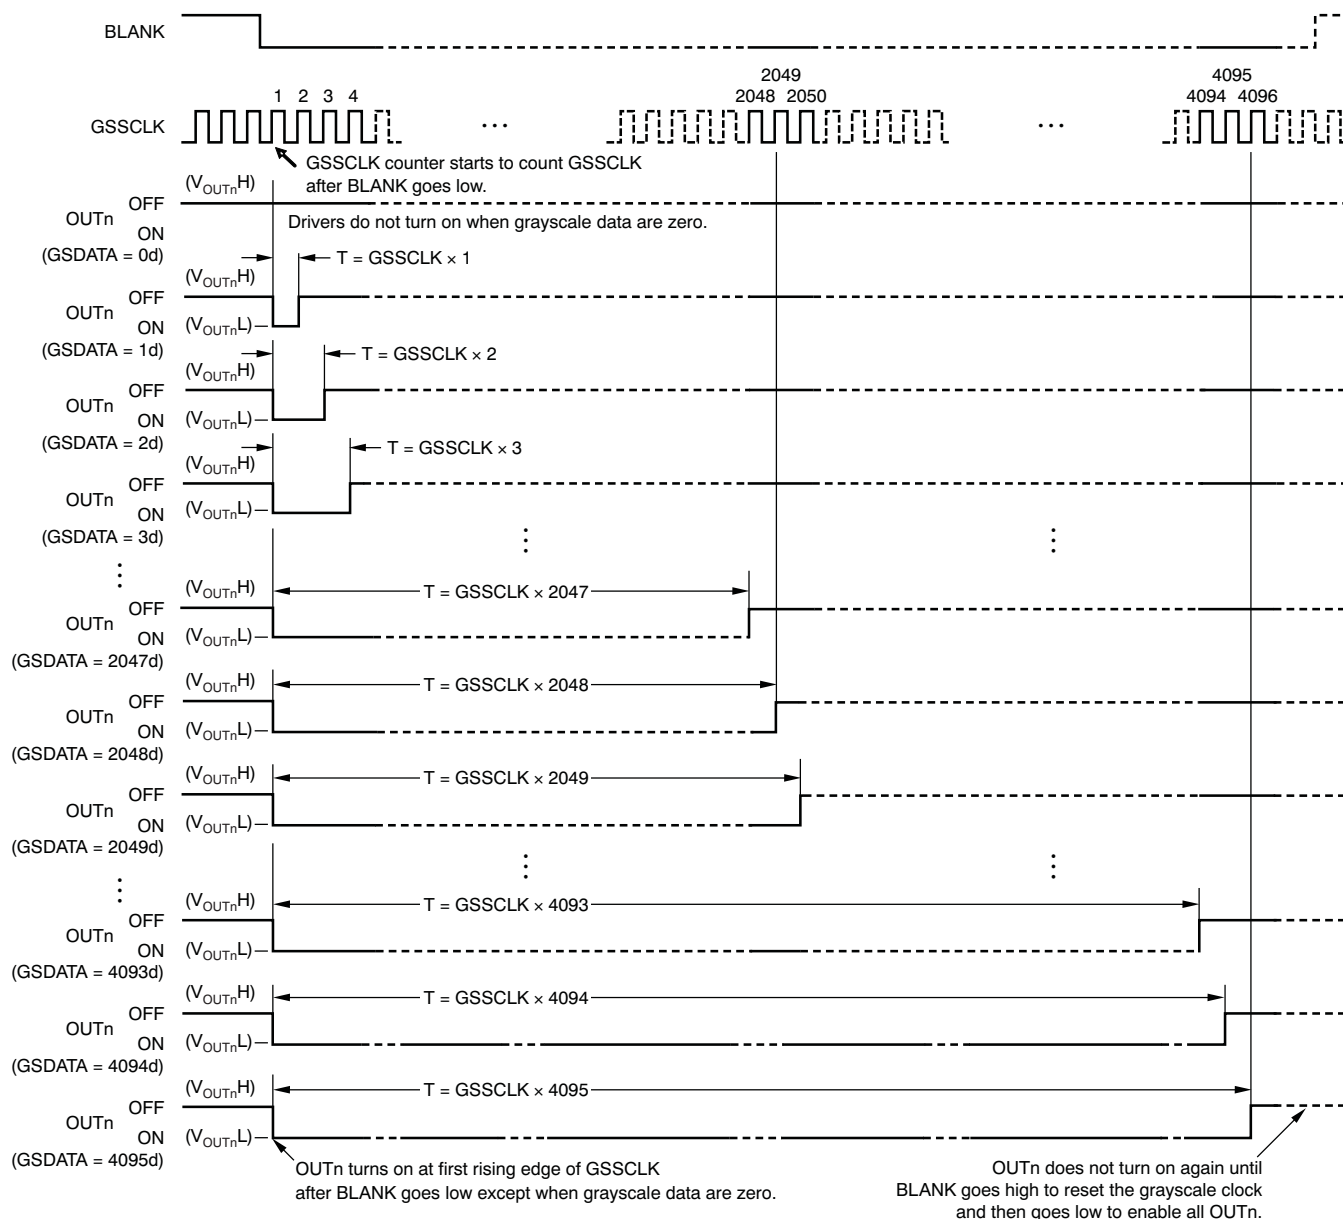 BLANK
2049
4095
1 2 3 4
2048 2050
4094 4096
GSSCLK
...
...
GSSCLK counter starts to count GSSCLK
after BLANK goes low.
(VOUTnH)
OFF
OUTn
ON
(GSDATA = 0d)
Drivers do not turn on when grayscale data are zero.
T = GSSCLK × 1
(VOUTnH)
OFF
OUTn
ON
(VOUTnL)
(GSDATA = 1d)
T = GSSCLK × 2
(VOUTnH)
OFF
OUTn
ON
(VOUTnL)
(GSDATA = 2d)
T = GSSCLK × 3
(VOUTnH)
OFF
OUTn
ON
(VOUTnL)
(GSDATA = 3d)
(VOUTnH)
T = GSSCLK × 2047
OFF
OUTn
ON
(VOUTnL)
(GSDATA = 2047d)
(VOUTnH)
T = GSSCLK × 2048
OFF
OUTn
ON
(VOUTnL)
(GSDATA = 2048d)
(VOUTnH)
T = GSSCLK × 2049
OFF
OUTn
ON
(VOUTnL)
(GSDATA = 2049d)
(VOUTnH)
T = GSSCLK × 4093
OFF
OUTn
ON
(VOUTnL)
(GSDATA = 4093d)
(VOUTnH)
T = GSSCLK × 4094
OFF
OUTn
ON
(VOUTnL)
(GSDATA = 4094d)
(VOUTnH)
T = GSSCLK × 4095
OFF
OUTn
ON
(VOUTnL)
(GSDATA = 4095d)
OUTn turns on at first rising edge of GSSCLK
after BLANK goes low except when grayscale data are zero.
OUTn does not turn on again until
BLANK goes high to reset the grayscale clock
and then goes low to enable all OUTn.